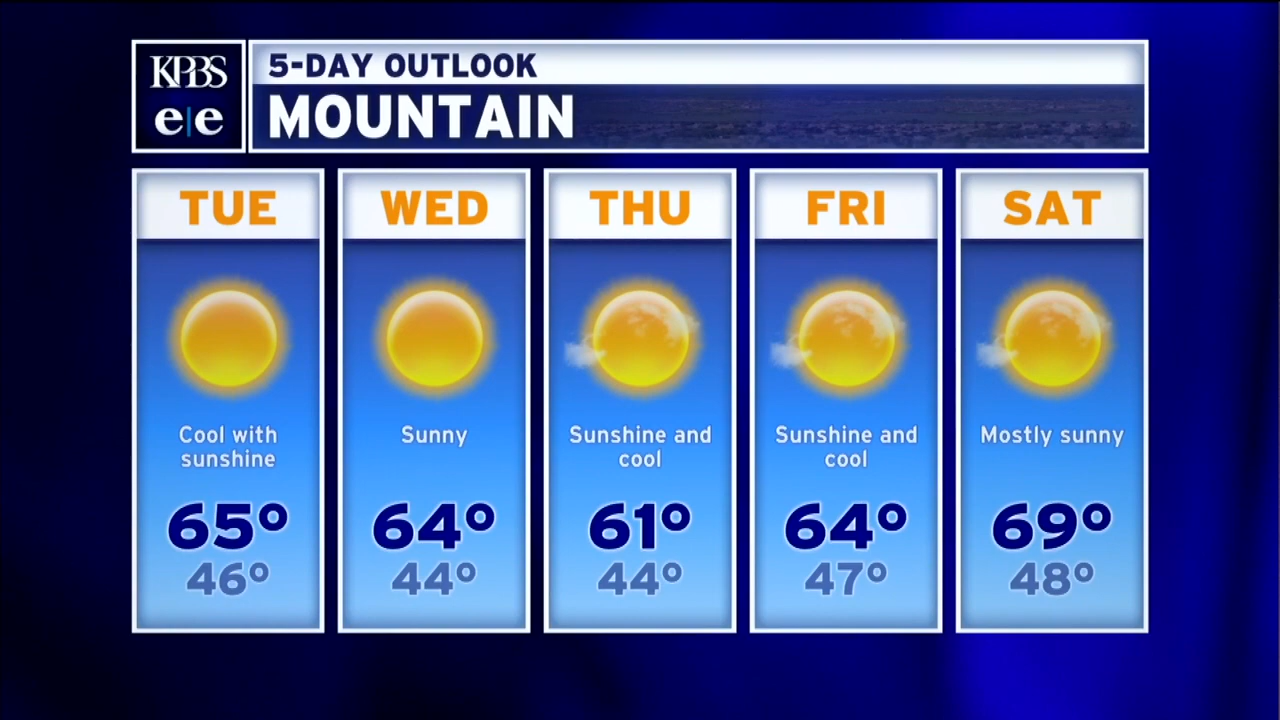 KPBS
e|e
5-DAY OUTLOOK
MOUNTAIN
TUE
Cool with
sunshine
65°
46°
WED
Sunny
64°
44°
THU
Sunshine and
cool
61°
44°
FRI
Sunshine and
cool
64°
47°
SAT
Mostly sunny
69°
48°